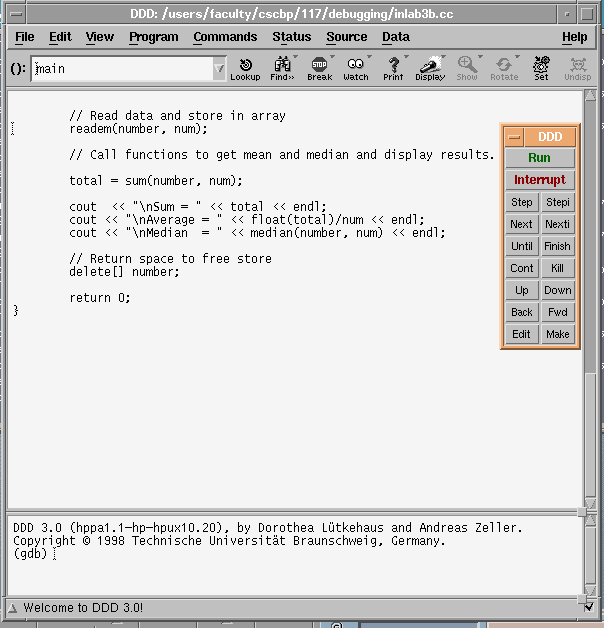 DDD: /users/faculty/cscbp/117/debugging/inlab3b.cc
File Edit View Program Commands Status Source Data Help
(): main
Lookup Find>> Break Watch Print Display Show Rotate Set Undisp
// Read data and store in array
readem(number, num);
// Call functions to get mean and median and display results.
total = sum(number, num);
cout  << "\nSum = " << total << endl;
cout << "\nAverage = " << float(total)/num << endl;
cout << "\nMedian  = " << median(number, num) << endl;
// Return space to free store
delete[] number;
return 0;
}
DDD
Run
Interrupt
Step Stepi
Next Nexti
Until Finish
Cont Kill
Up Down
Back Fwd
Edit Make
DDD 3.0 (hppa1.1-hp-hpux10.20), by Dorothea Lütkehaus and Andreas Zeller.
Copyright © 1998 Technische Universität Braunschweig, Germany.
(gdb)
Welcome to DDD 3.0!